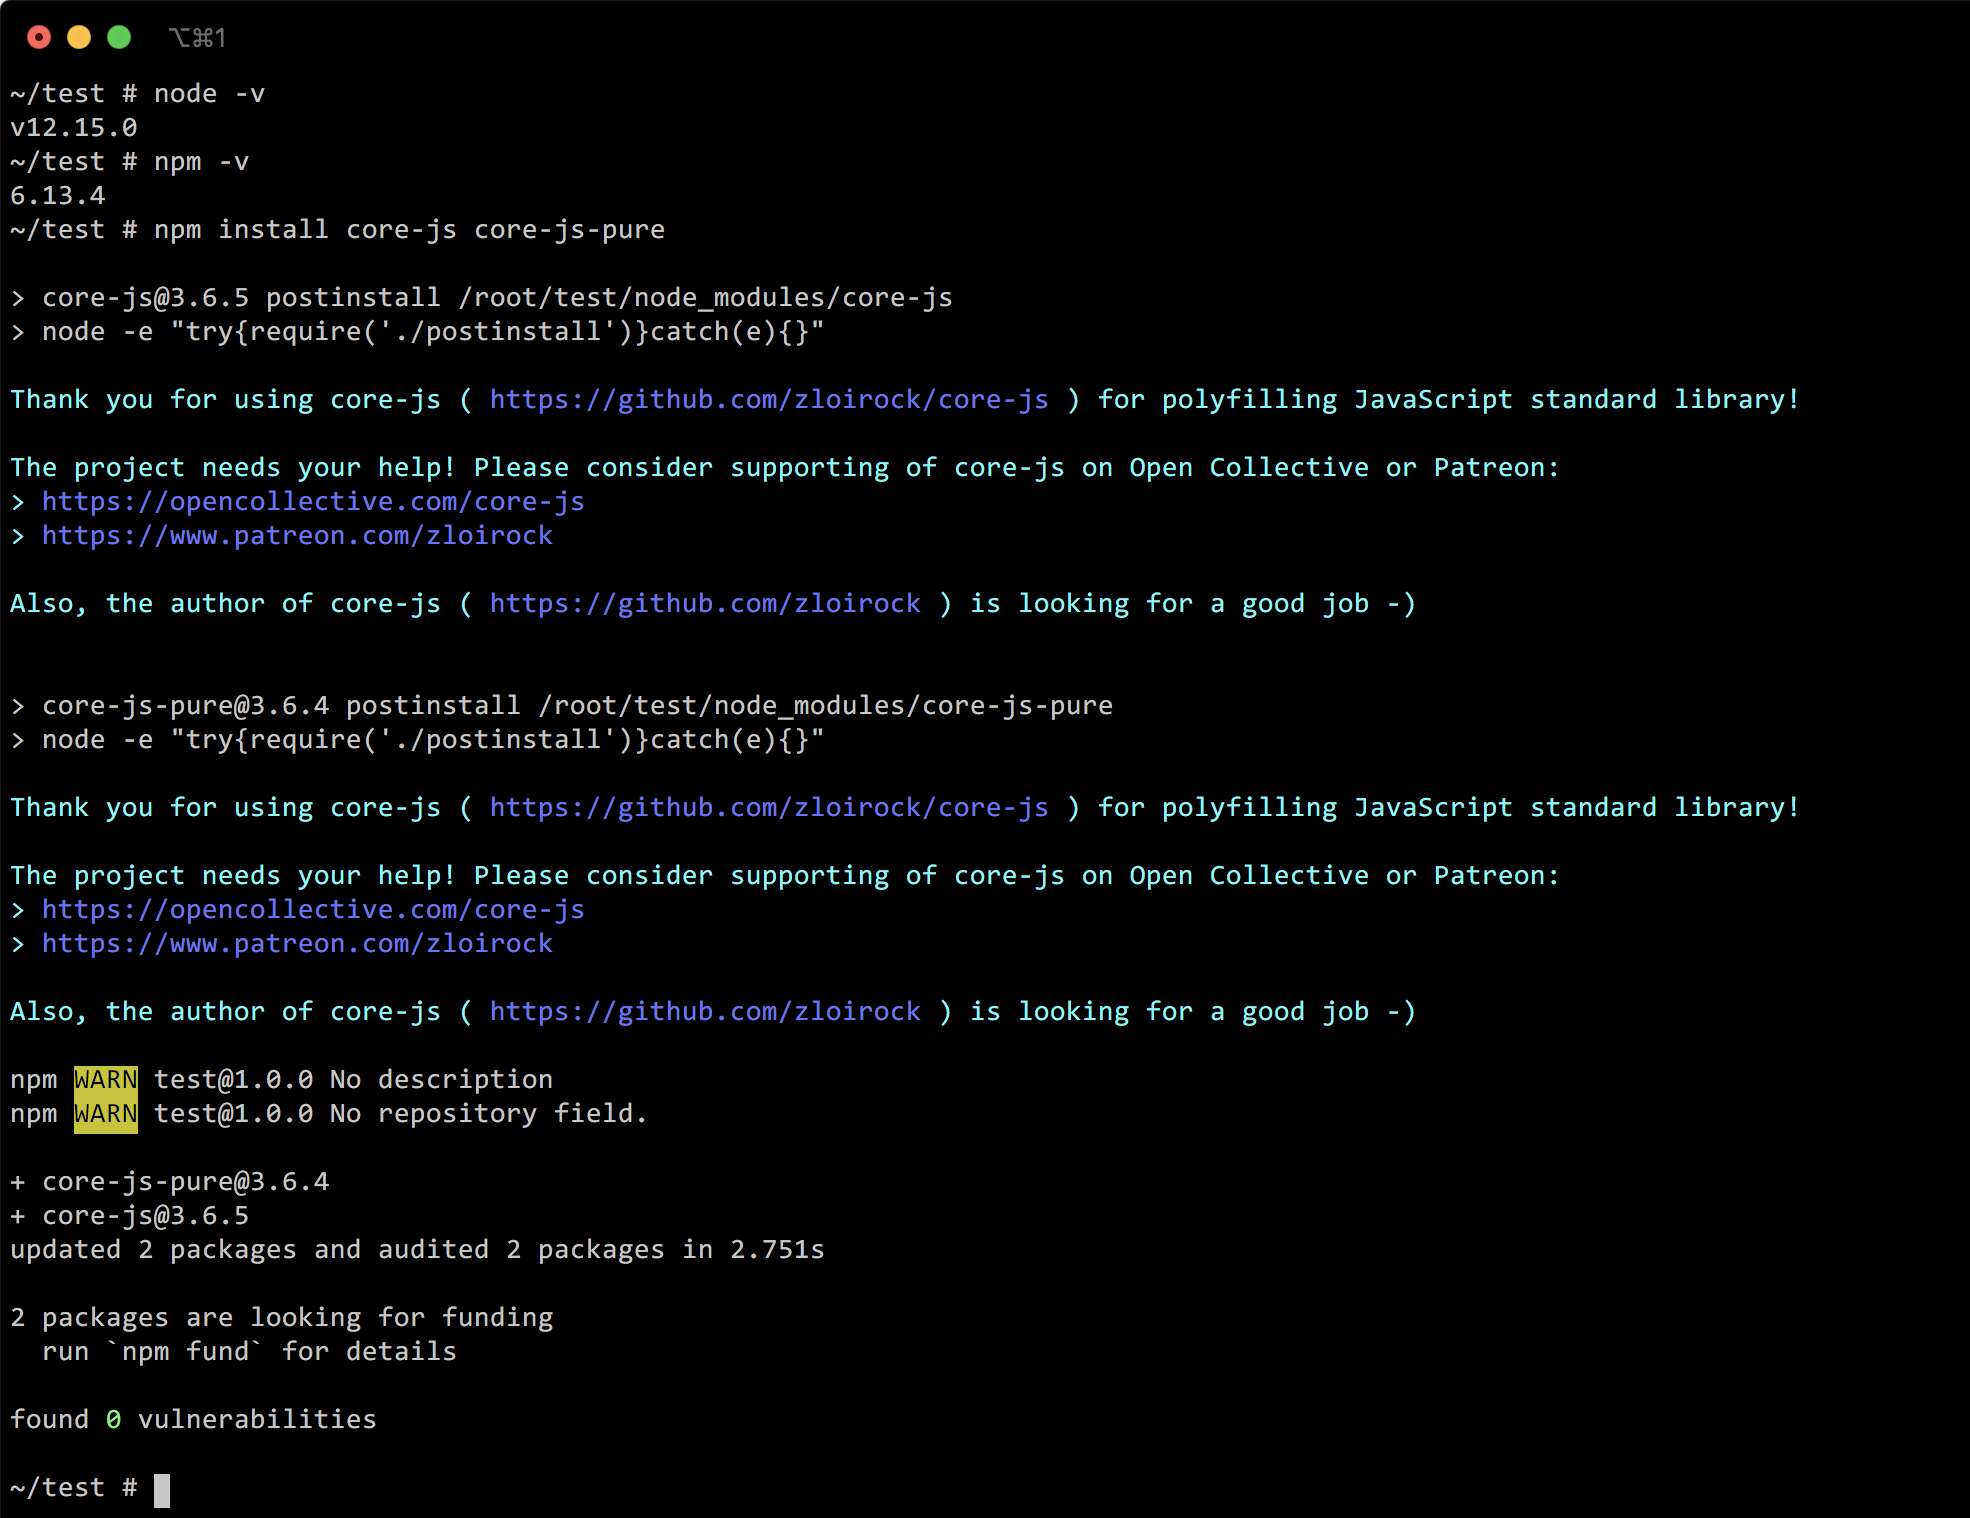 ⌥⌘1
~/test # node -v
v12.15.0
~/test # npm -v
6.13.4
~/test # npm install core-js core-js-pure
> core-js@3.6.5 postinstall /root/test/node_modules/core-js
> node -e "try{require('./postinstall')}catch(e){}"
Thank you for using core-js ( https://github.com/zloirock/core-js ) for polyfilling JavaScript standard library!
The project needs your help! Please consider supporting of core-js on Open Collective or Patreon:
> https://opencollective.com/core-js
> https://www.patreon.com/zloirock
Also, the author of core-js ( https://github.com/zloirock ) is looking for a good job -)
> core-js-pure@3.6.4 postinstall /root/test/node_modules/core-js-pure
> node -e "try{require('./postinstall')}catch(e){}"
Thank you for using core-js ( https://github.com/zloirock/core-js ) for polyfilling JavaScript standard library!
The project needs your help! Please consider supporting of core-js on Open Collective or Patreon:
> https://opencollective.com/core-js
> https://www.patreon.com/zloirock
Also, the author of core-js ( https://github.com/zloirock ) is looking for a good job -)
npm WARN test@1.0.0 No description
npm WARN test@1.0.0 No repository field.
+ core-js-pure@3.6.4
+ core-js@3.6.5
updated 2 packages and audited 2 packages in 2.751s
2 packages are looking for funding
  run `npm fund` for details
found 0 vulnerabilities
~/test #